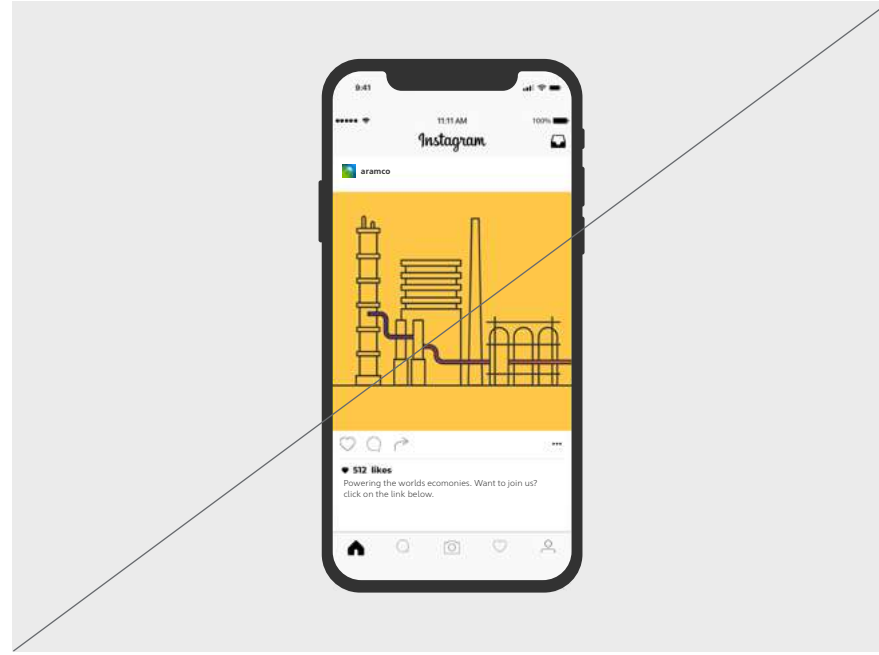 9:41
11:11 AM
100%
Instagram
aramco
512 likes
Powering the worlds ecomonies. Want to join us?
click on the link below.